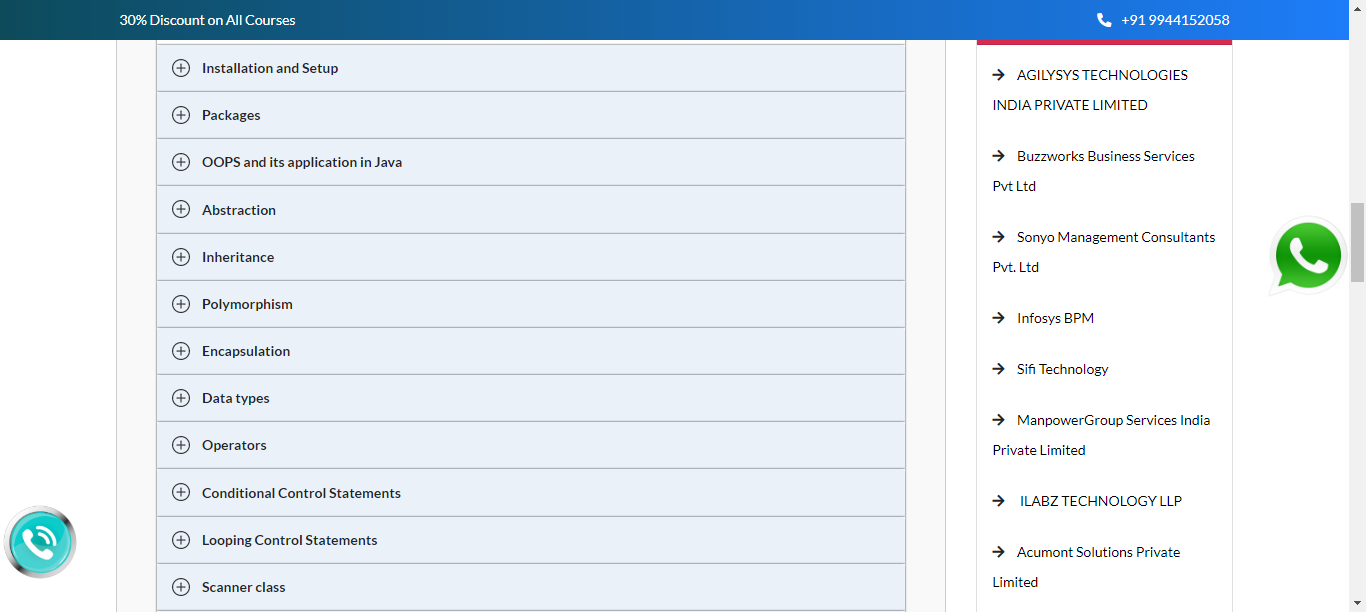 30% Discount on All Courses
+91 9944152058
Installation and Setup
Packages
OOPS and its application in Java
Abstraction
Inheritance
Polymorphism
Encapsulation
Data types
Operators
Conditional Control Statements
Looping Control Statements
Scanner class
AGILYSYS TECHNOLOGIES
INDIA PRIVATE LIMITED
Buzzworks Business Services
Pvt Ltd
Sonyo Management Consultants
Pvt. Ltd
Infosys BPM
Sifi Technology
ManpowerGroup Services India
Private Limited
ILABZ TECHNOLOGY LLP
Acumont Solutions Private
Limited